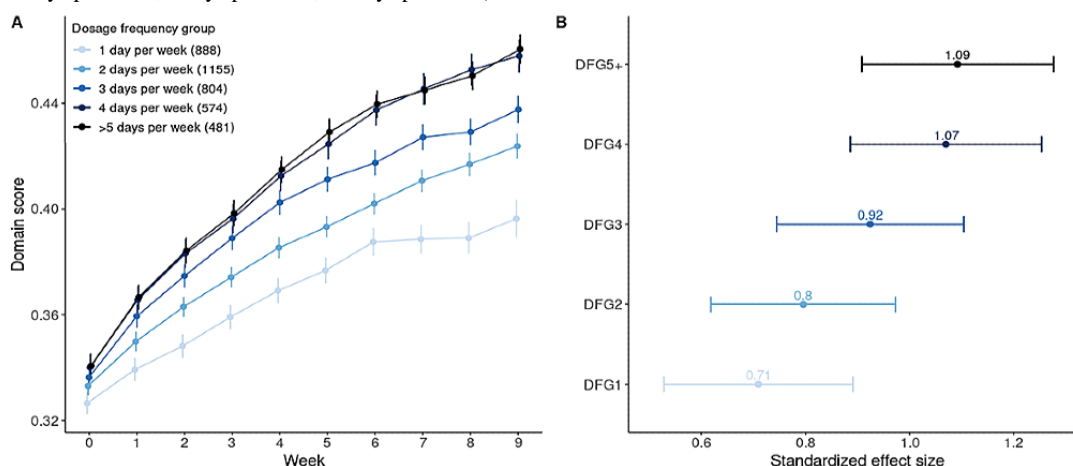 A
Dosage frequency group
1 day per week (888)
2 days per week (1155)
3 days per week (804)
4 days per week (574)
>5 days per week (481)
Domain score
0.44
0.40
0.36
0.32
0 1 2 3 4 5 6 7 8 9
Week
B
DFG5+
DFG4
DFG3
DFG2
DFG1
1.09
1.07
0.92
0.8
0.71
0.6 0.8 1.0 1.2
Standardized effect size